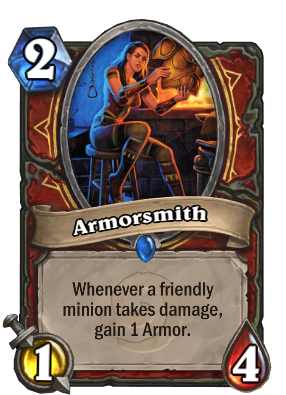 2
Armorsmith
Whenever a friendly
minion takes damage,
gain 1 Armor.
1
4